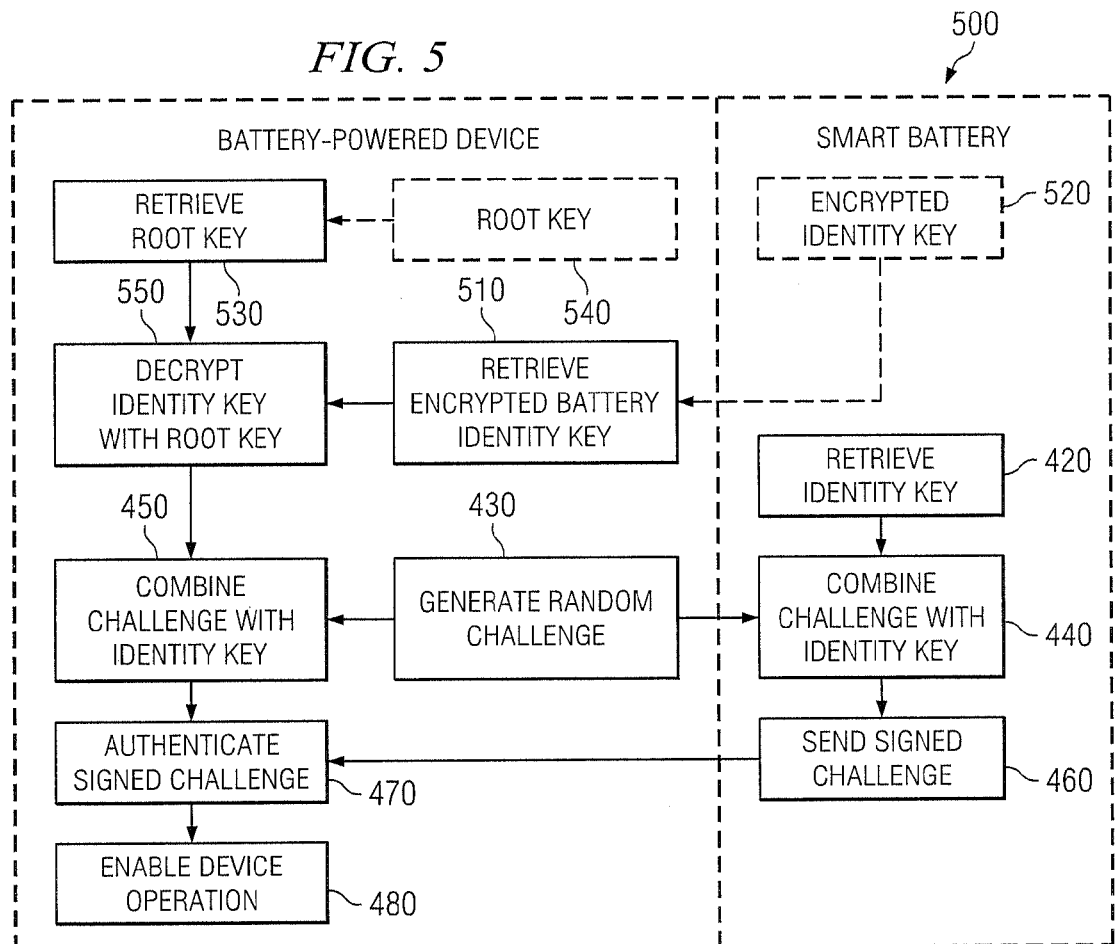 FIG. 5
500
BATTERY-POWERED DEVICE
SMART BATTERY
RETRIEVE
ROOT KEY
530
ROOT KEY
540
ENCRYPTED
IDENTITY KEY
520
550
DECRYPT
IDENTITY KEY
WITH ROOT KEY
510
RETRIEVE
ENCRYPTED BATTERY
IDENTITY KEY
RETRIEVE
IDENTITY KEY
420
450
COMBINE
CHALLENGE WITH
IDENTITY KEY
430
GENERATE RANDOM
CHALLENGE
COMBINE
CHALLENGE WITH
IDENTITY KEY
440
AUTHENTICATE
SIGNED CHALLENGE
470
SEND SIGNED
CHALLENGE
460
ENABLE DEVICE
OPERATION
480